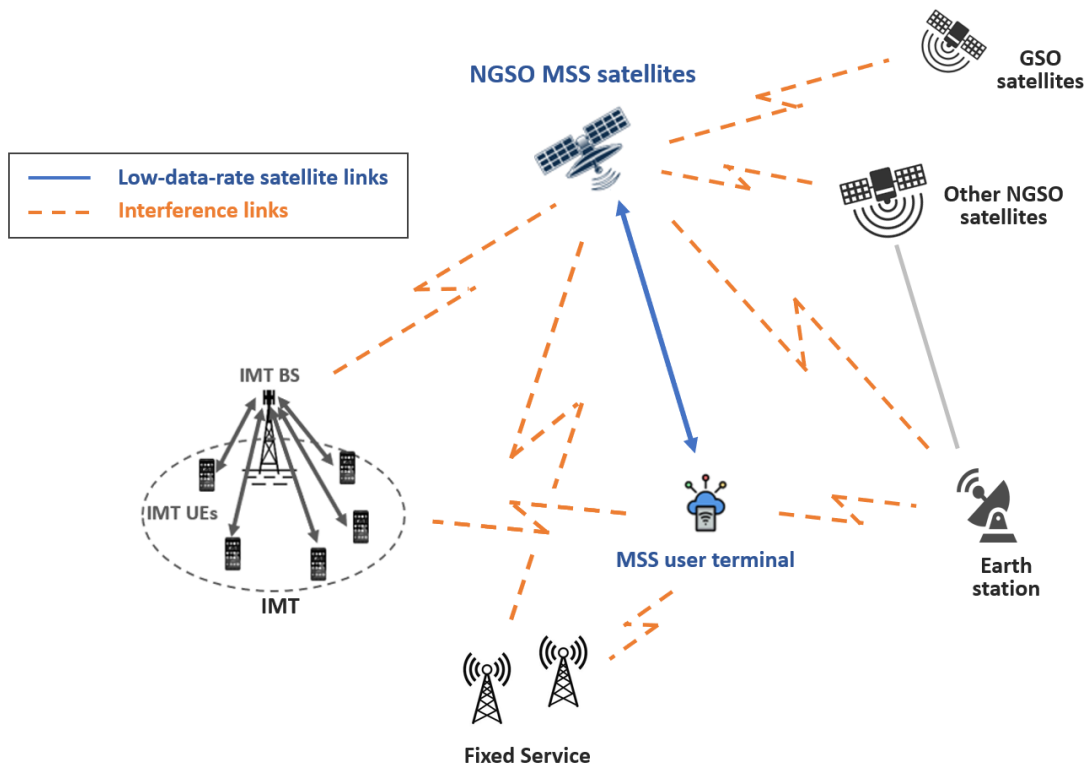 NGSO MSS satellites
GSO
satellites
Low-data-rate satellite links
Interference links
Other NGSO
satellites
IMT BS
IMT UEs
IMT
MSS user terminal
Earth
station
Fixed Service